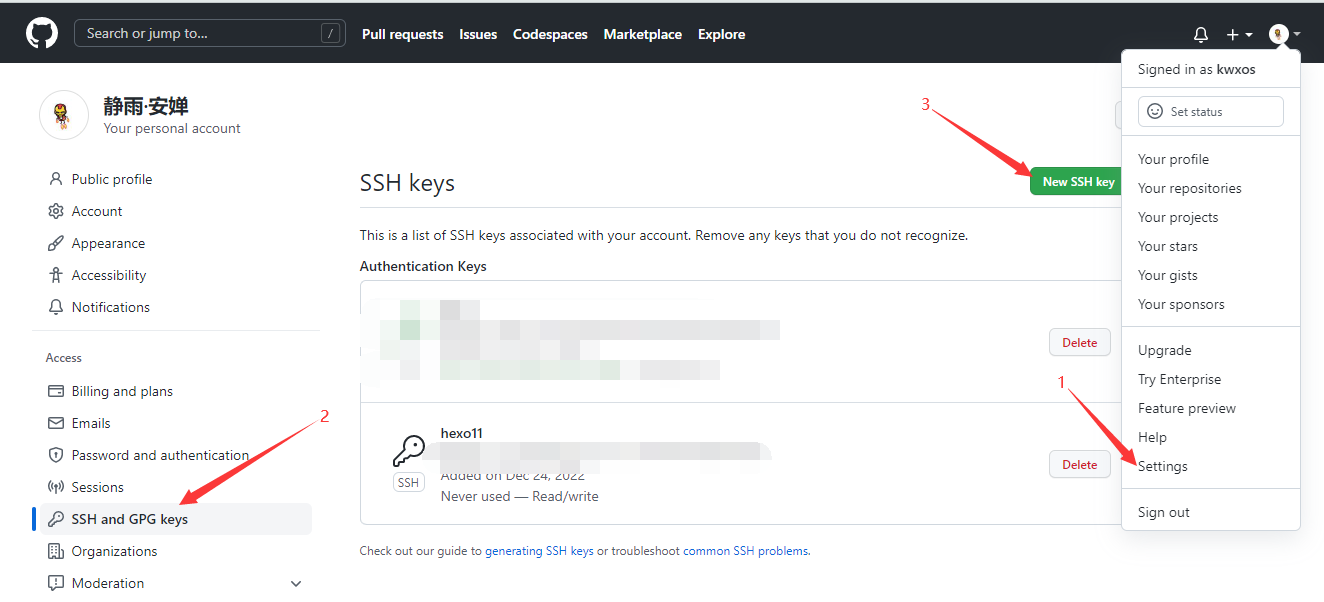 Search or jump to... /
Pull requests Issues Codespaces Marketplace Explore
静雨·安婵
Your personal account
Public profile
Account
Appearance
Accessibility
Notifications
Access
Billing and plans
Emails
Password and authentication
Sessions
SSH and GPG keys
Organizations
Moderation
2
SSH keys
3
New SSH key
This is a list of SSH keys associated with your account. Remove any keys that you do not recognize.
Authentication Keys
Delete
hexo11
SSH
Added on Dec 24, 2022
Never used — Read/write
Delete
Check out our guide to generating SSH keys or troubleshoot common SSH problems.
Signed in as kwxos
Set status
Your profile
Your repositories
Your projects
Your stars
Your gists
Your sponsors
Upgrade
Try Enterprise
Feature preview
Help
1
Settings
Sign out